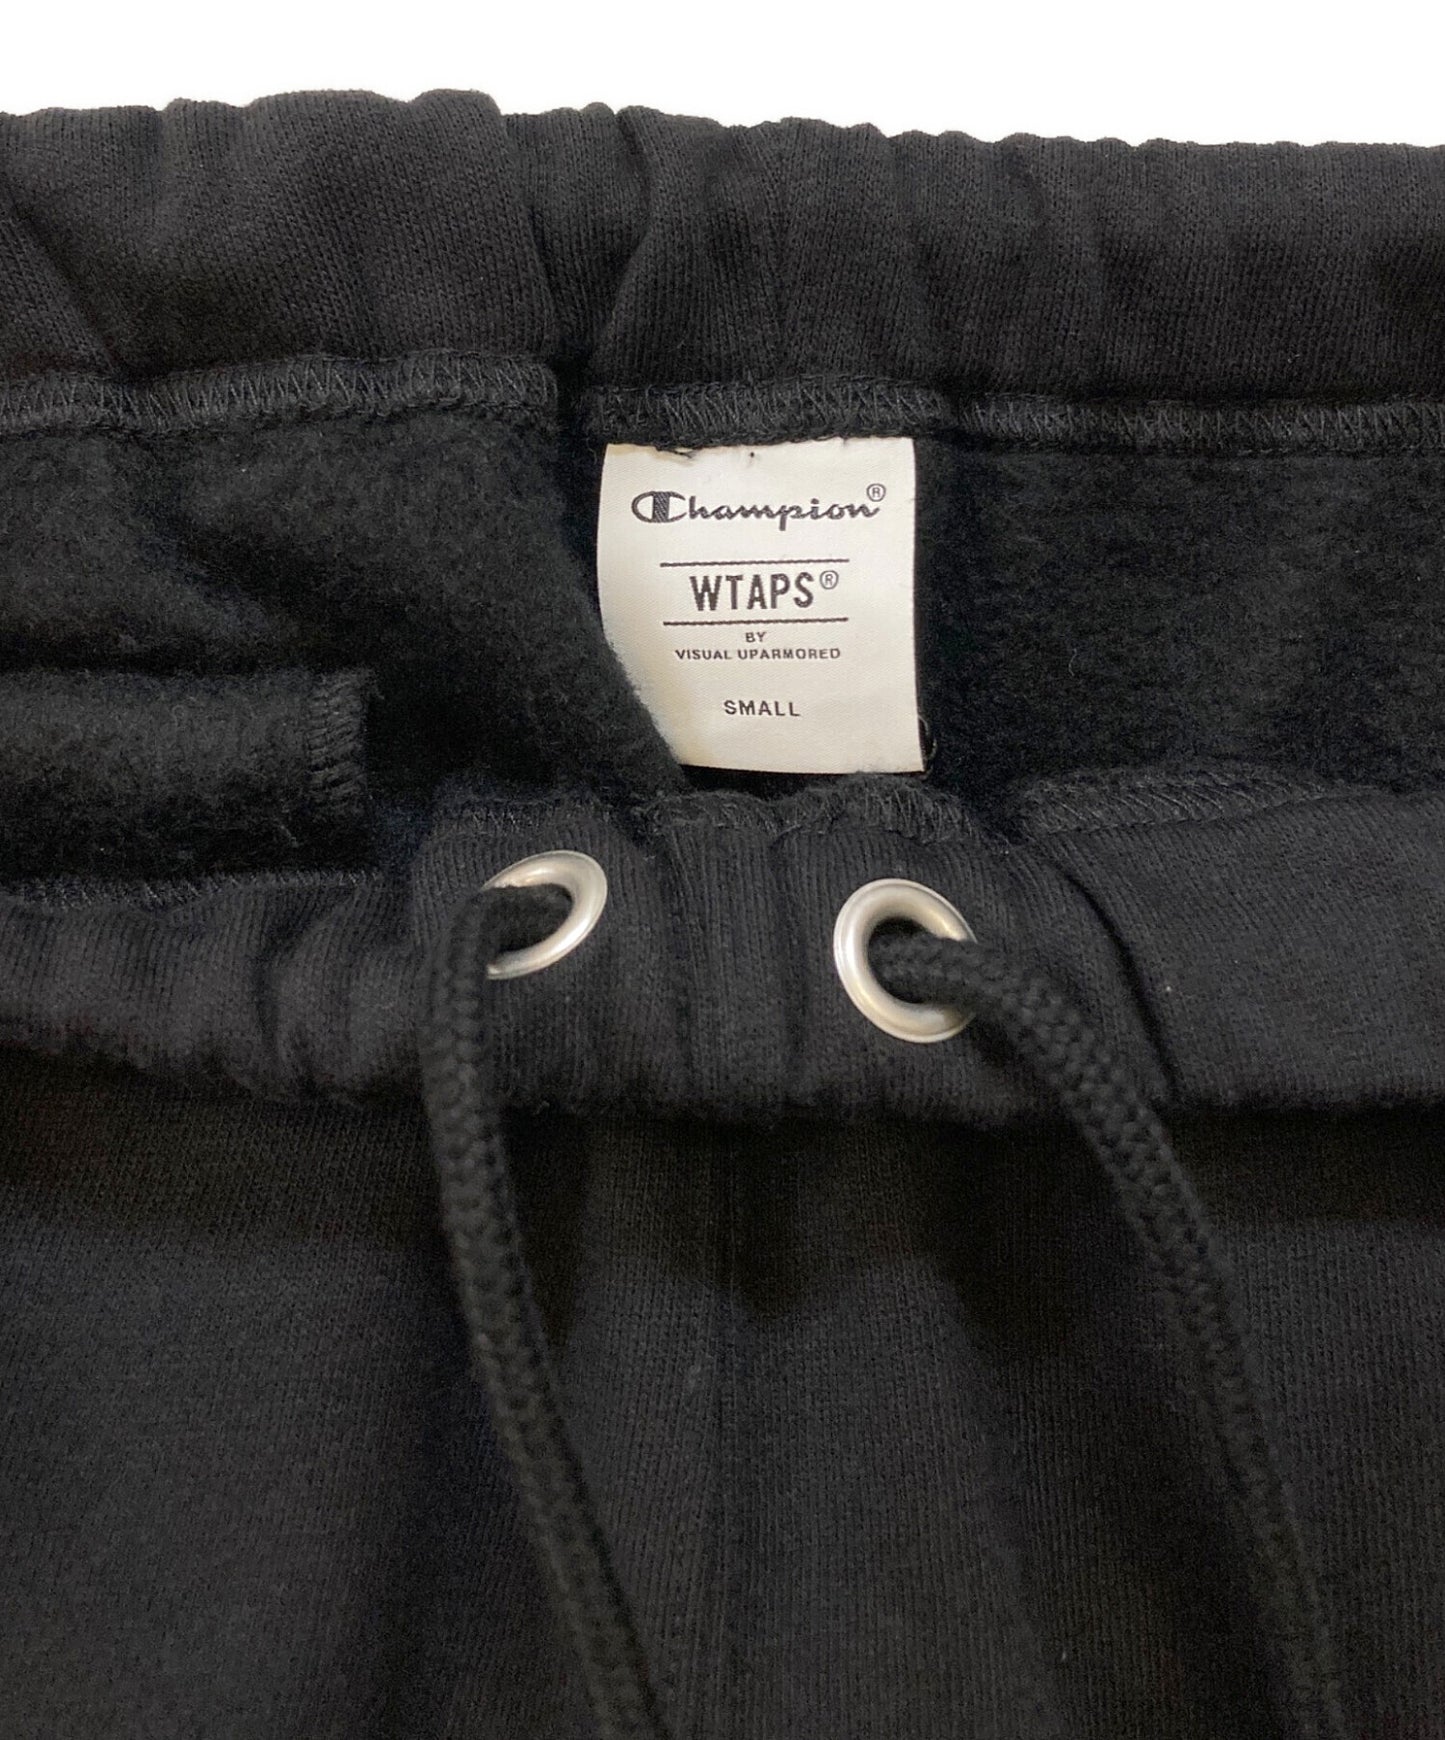 Champion®
WTAPS®
BY
VISUAL UPARMORED
SMALL